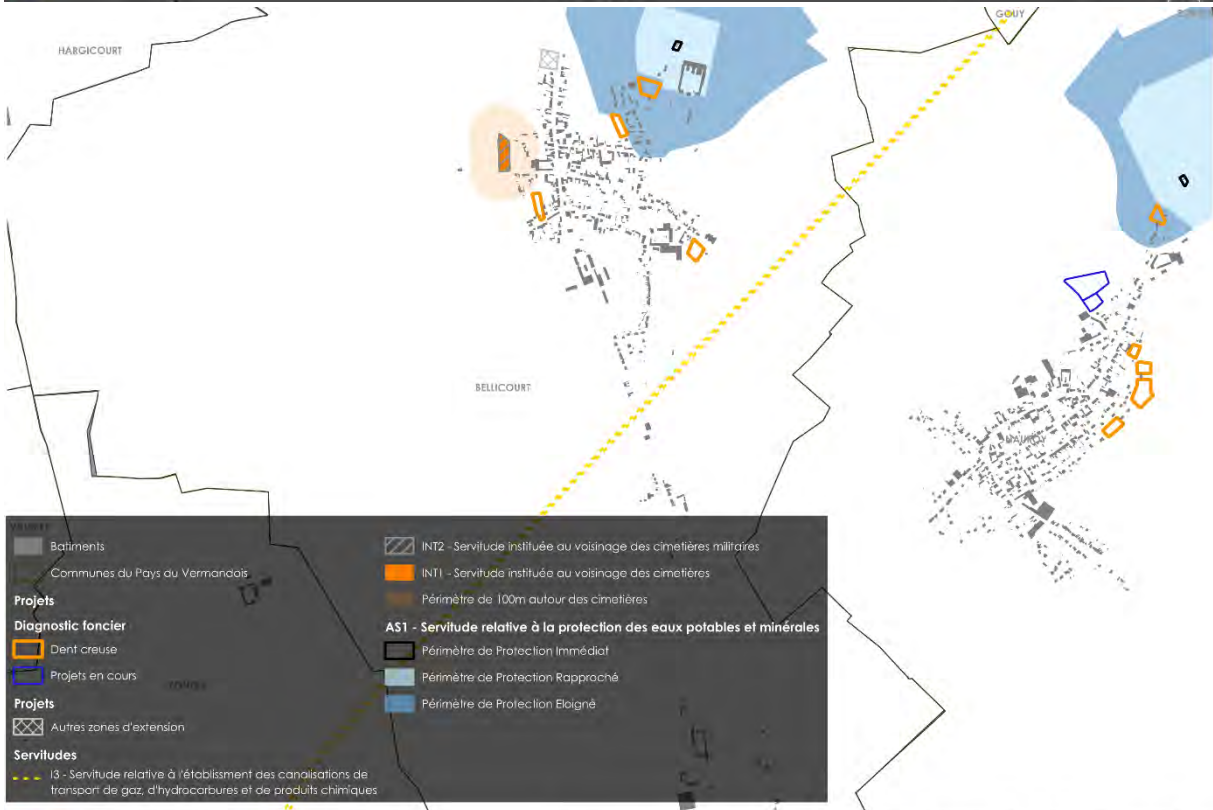 HARGICOURT
GOUY
BELLICOURT
NAUROY
Batiments
Communes du Pays du Vermandois
Projets
Diagnostic foncier
Dent creuse
Projets en cours
Projets
Autres zones d'extension
Servitudes
I3 - Servitude relative à l'établissment des canalisations de
transport de gaz, d'hydrocarbures et de produits chimiques
INT2 - Servitude instituée au voisinage des cimetières militaires
INT1 - Servitude instituée au voisinage des cimetières
Périmètre de 100m autour des cimetières
AS1 - Servitude relative à la protection des eaux potables et minérales
Périmètre de Protection Immédiat
Périmètre de Protection Rapproché
Périmètre de Protection Eloigné